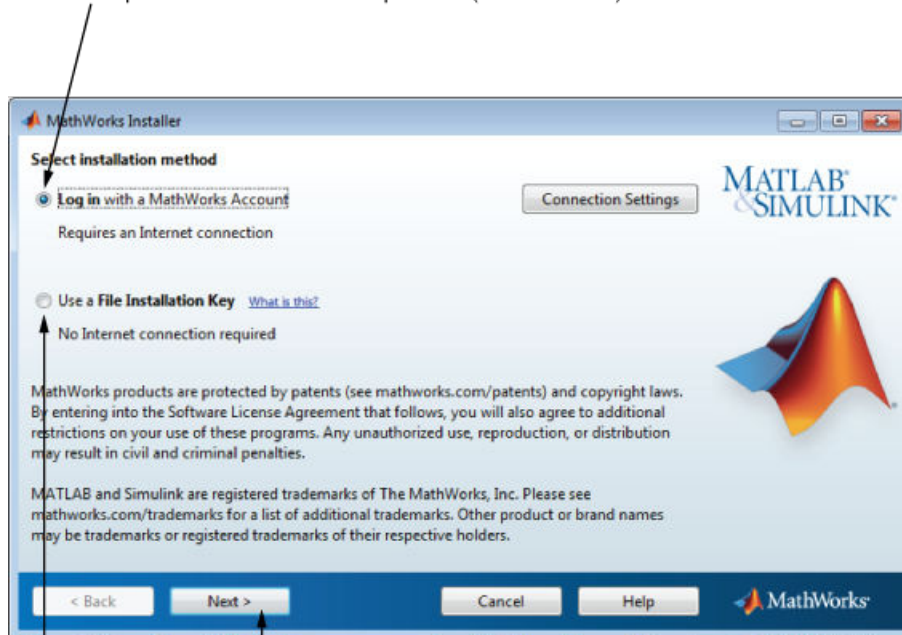 MathWorks Installer
Select installation method
Log in with a MathWorks Account
Connection Settings
MATLAB®
&SIMULINK®
Requires an Internet connection
Use a File Installation Key What is this?
No Internet connection required
MathWorks products are protected by patents (see mathworks.com/patents) and copyright laws.
By entering into the Software License Agreement that follows, you will also agree to additional
restrictions on your use of these programs. Any unauthorized use, reproduction, or distribution
may result in civil and criminal penalties.
MATLAB and Simulink are registered trademarks of The MathWorks, Inc. Please see
mathworks.com/trademarks for a list of additional trademarks. Other product or brand names
may be trademarks or registered trademarks of their respective holders.
< Back
Next >
Cancel
Help
MathWorks®